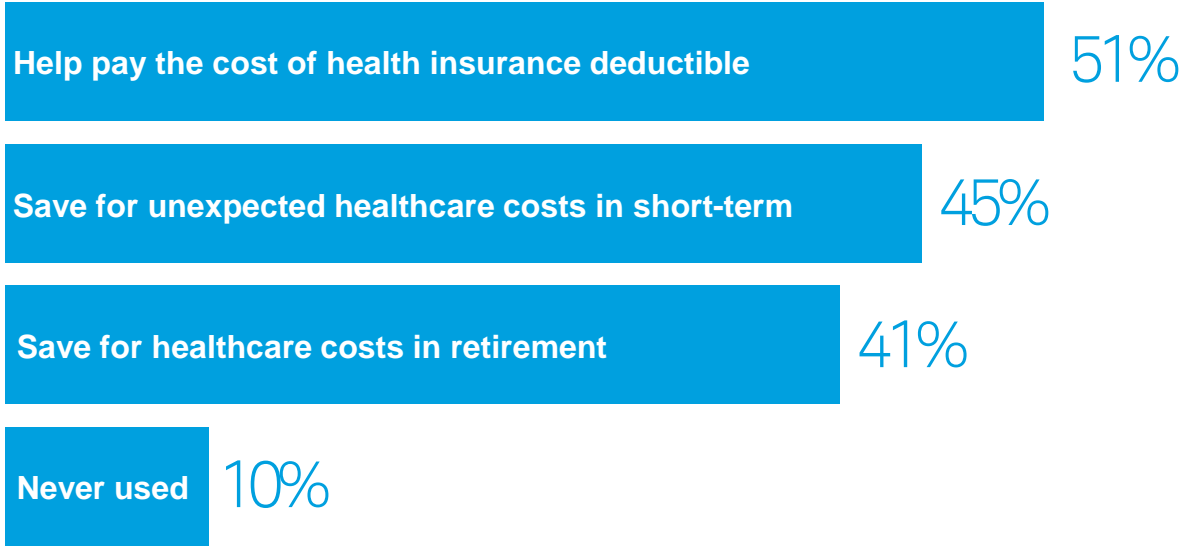 Help pay the cost of health insurance deductible 51%
Save for unexpected healthcare costs in short-term 45%
Save for healthcare costs in retirement 41%
Never used 10%